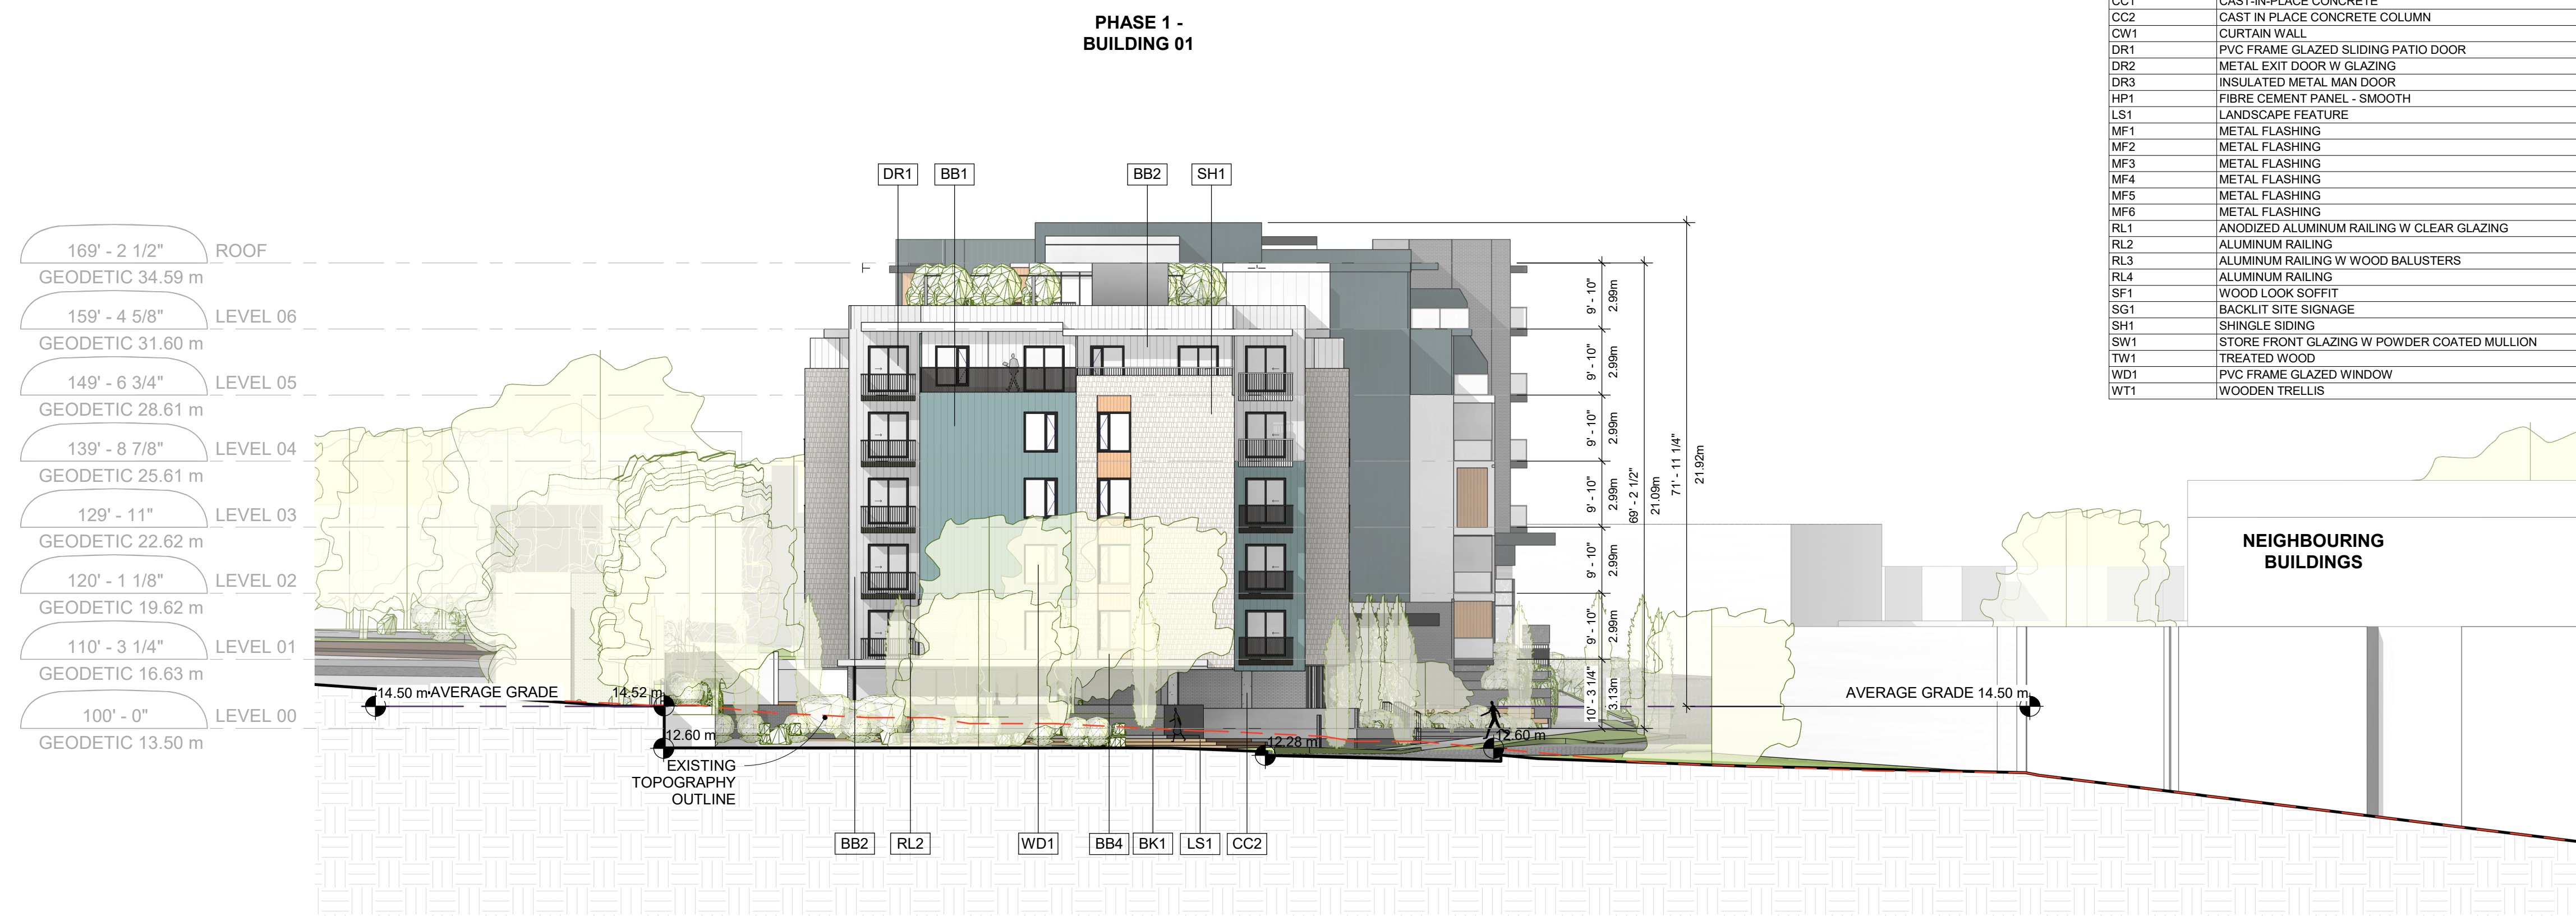 PHASE 1 -
BUILDING 01
CC1 CAST-IN-PLACE CONCRETE
CC2 CAST IN PLACE CONCRETE COLUMN
CW1 CURTAIN WALL
DR1 PVC FRAME GLAZED SLIDING PATIO DOOR
DR2 METAL EXIT DOOR W GLAZING
DR3 INSULATED METAL MAN DOOR
HP1 FIBRE CEMENT PANEL - SMOOTH
LS1 LANDSCAPE FEATURE
MF1 METAL FLASHING
MF2 METAL FLASHING
MF3 METAL FLASHING
MF4 METAL FLASHING
MF5 METAL FLASHING
MF6 METAL FLASHING
RL1 ANODIZED ALUMINUM RAILING W CLEAR GLAZING
RL2 ALUMINUM RAILING
RL3 ALUMINUM RAILING W WOOD BALUSTERS
RL4 ALUMINUM RAILING
SF1 WOOD LOOK SOFFIT
SG1 BACKLIT SITE SIGNAGE
SH1 SHINGLE SIDING
SW1 STORE FRONT GLAZING W POWDER COATED MULLION
TW1 TREATED WOOD
WD1 PVC FRAME GLAZED WINDOW
WT1 WOODEN TRELLIS
DR1 BB1 BB2 SH1
169' - 2 1/2" ROOF
GEODETIC 34.59 m
159' - 4 5/8" LEVEL 06
GEODETIC 31.60 m
149' - 6 3/4" LEVEL 05
GEODETIC 28.61 m
139' - 8 7/8" LEVEL 04
GEODETIC 25.61 m
129' - 11" LEVEL 03
GEODETIC 22.62 m
120' - 1 1/8" LEVEL 02
GEODETIC 19.62 m
110' - 3 1/4" LEVEL 01
GEODETIC 16.63 m
100' - 0" LEVEL 00
GEODETIC 13.50 m
9' - 10"
2.99m
9' - 10"
2.99m
9' - 10"
2.99m
9' - 10"
2.99m
9' - 10"
2.99m
9' - 10"
2.99m
10' - 3 1/4"
3.13m
69' - 2 1/2"
21.09m
71' - 11 1/4"
21.92m
NEIGHBOURING
BUILDINGS
14.50 m AVERAGE GRADE 14.52 m
AVERAGE GRADE 14.50 m
12.60 m
12.28 m
12.60 m
EXISTING
TOPOGRAPHY
OUTLINE
BB2 RL2 WD1 BB4 BK1 LS1 CC2